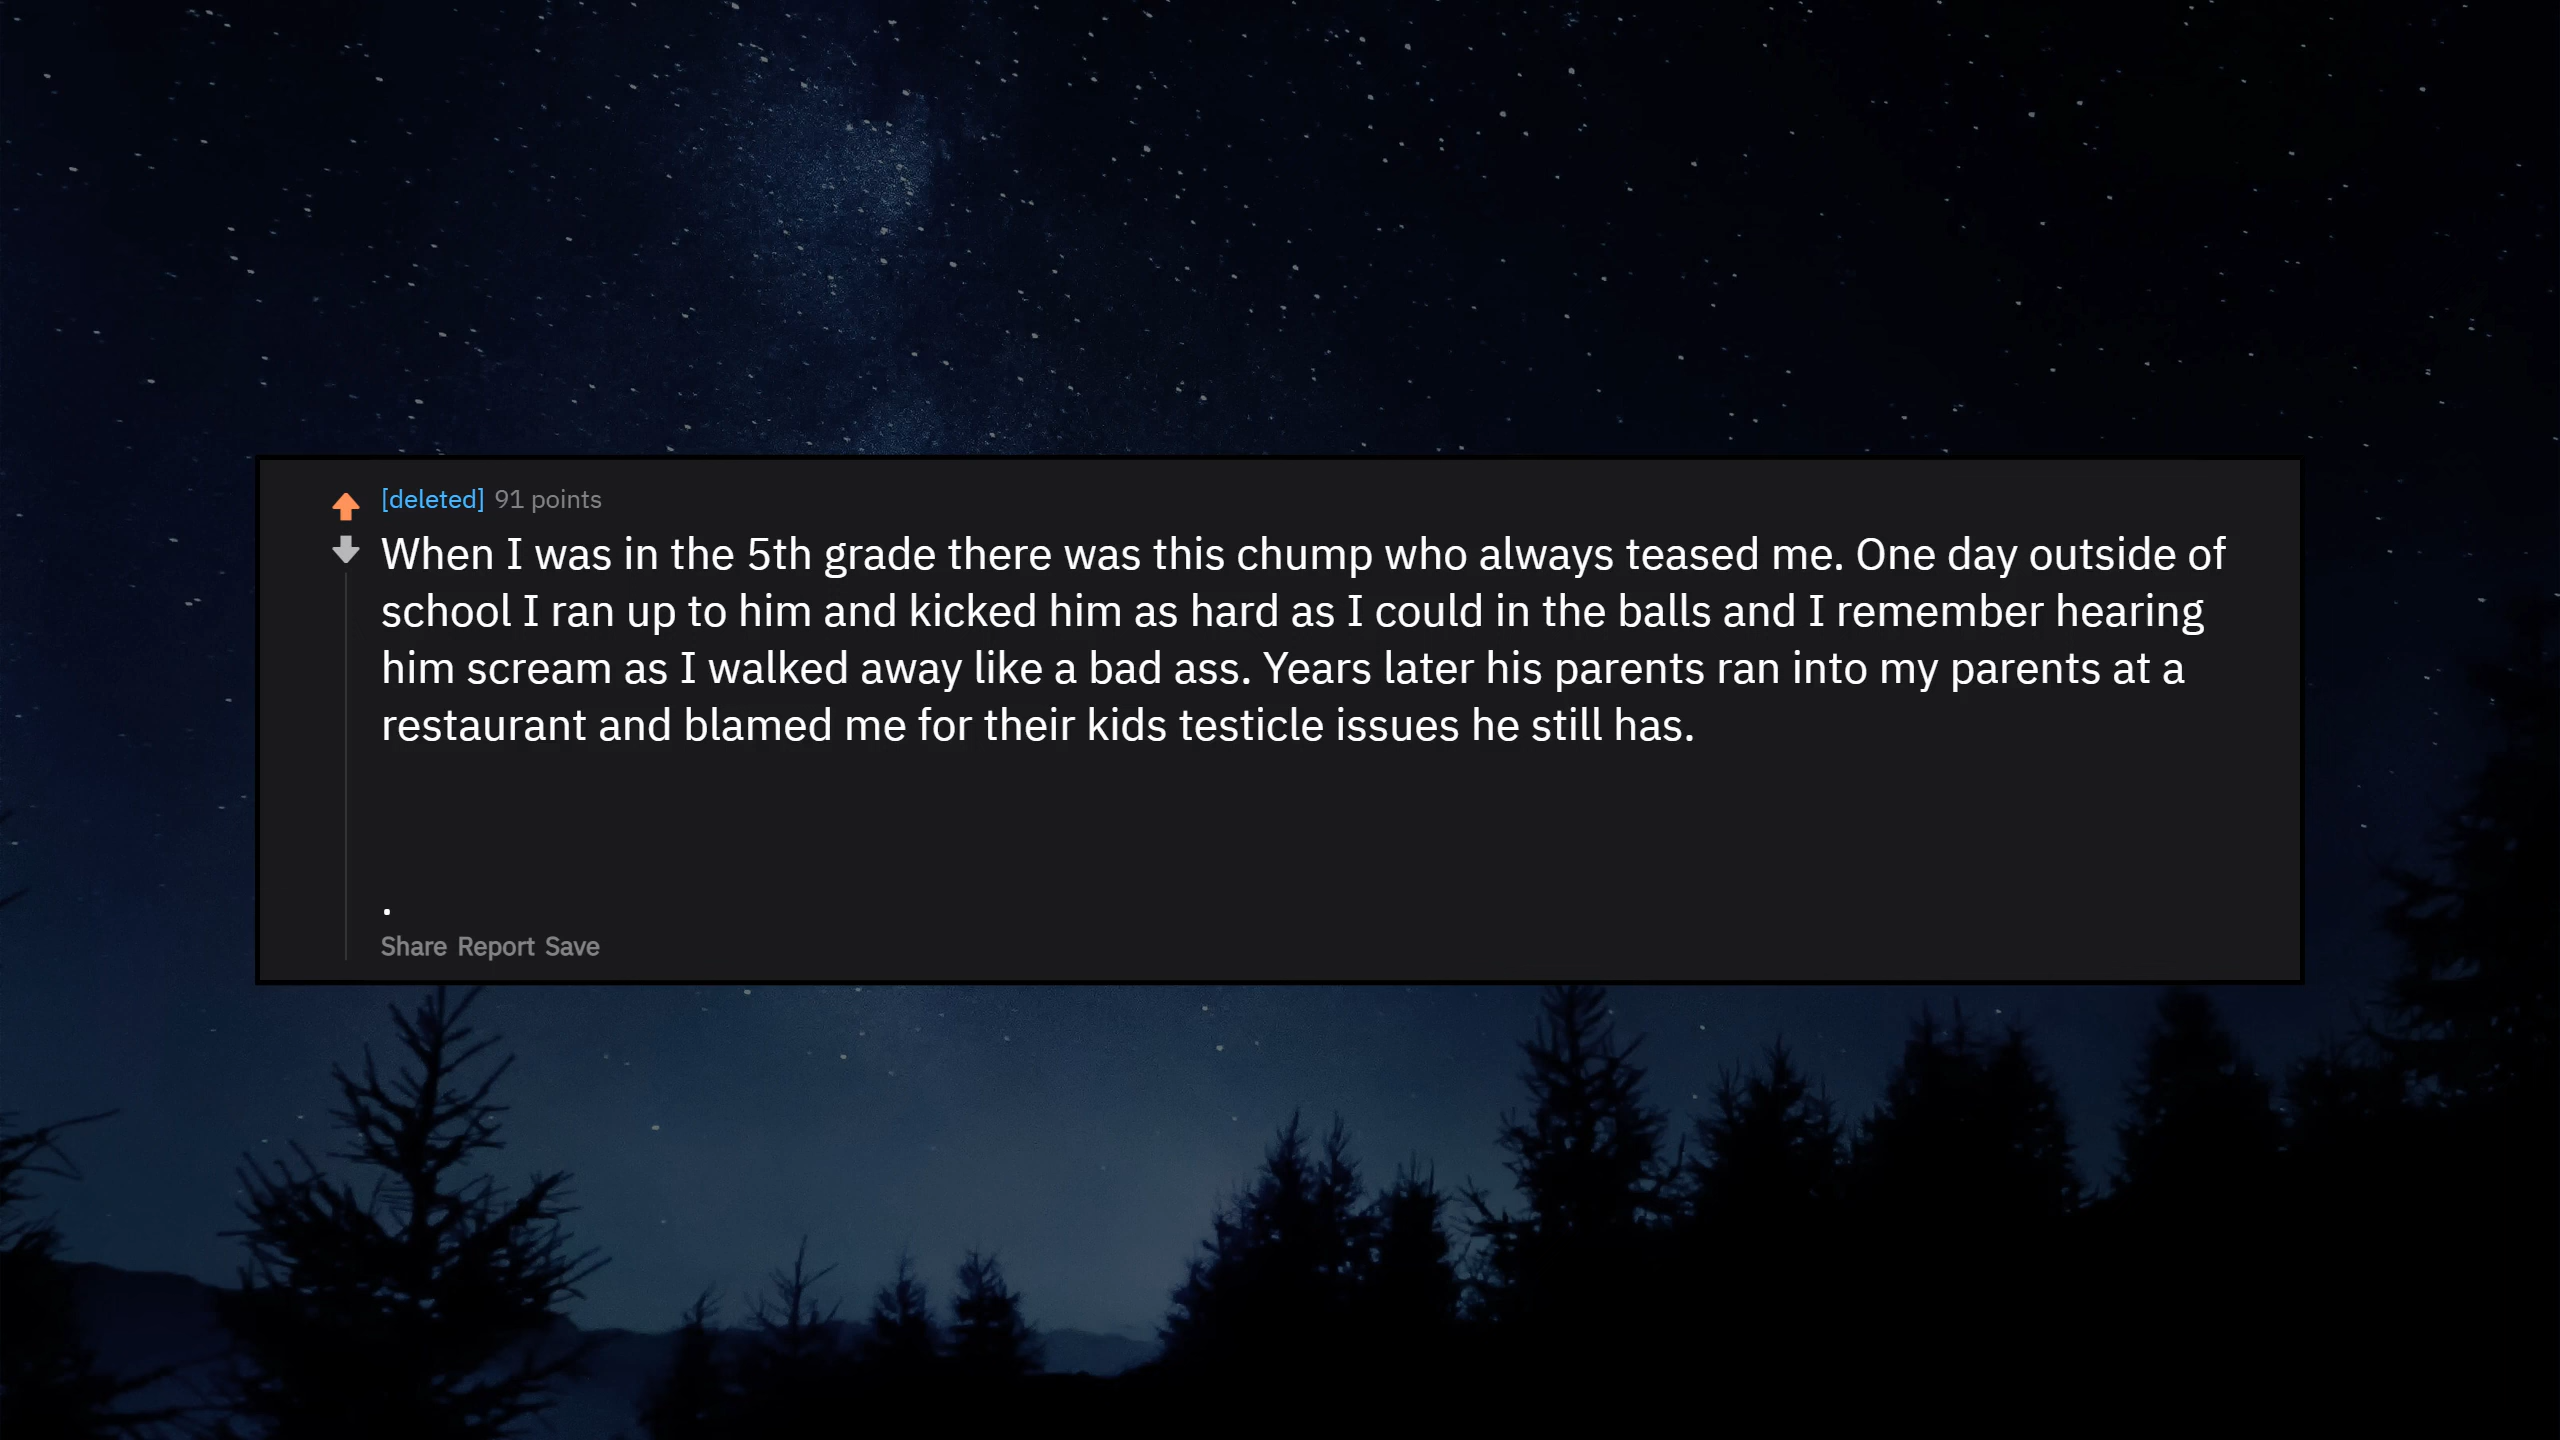 [deleted] 91 points
When I was in the 5th grade there was this chump who always teased me. One day outside of
school I ran up to him and kicked him as hard as I could in the balls and I remember hearing
him scream as I walked away like a bad ass. Years later his parents ran into my parents at a
restaurant and blamed me for their kids testicle issues he still has.
.
Share Report Save